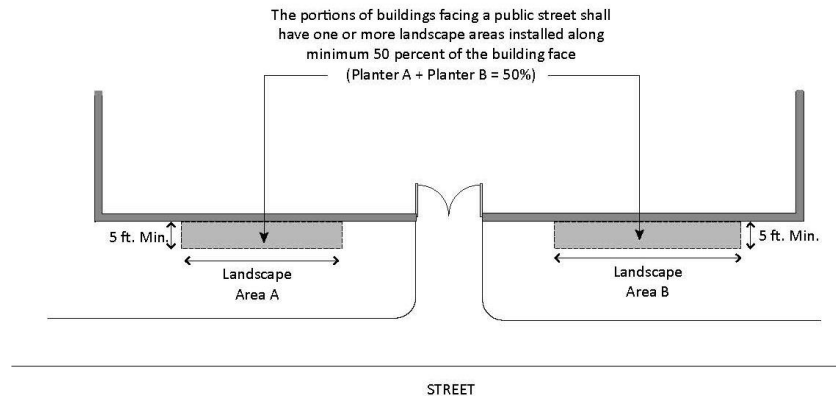 The portions of buildings facing a public street shall
have one or more landscape areas installed along
minimum 50 percent of the building face
(Planter A + Planter B = 50%)
5 ft. Min.
5 ft. Min.
Landscape
Area A
Landscape
Area B
STREET